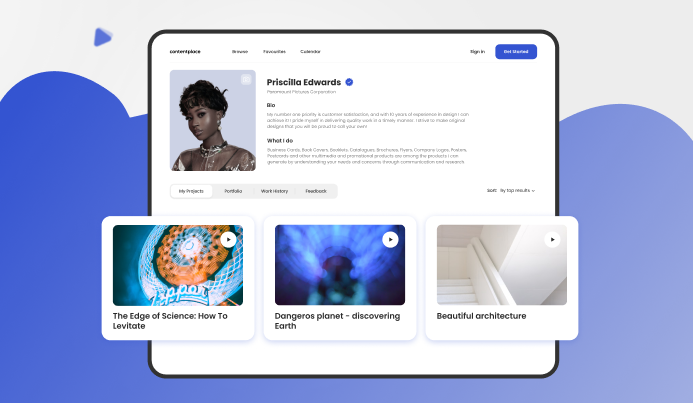 contentplace
Browse
Favourites
Calendar
Sign in
Get Started
Priscilla Edwards
Paramount Pictures Corporation
Bio
My number one priority is customer satisfaction, and with 10 years of experience in design I can
achieve it! I pride myself in delivering quality work in a timely manner. I strive to make original
designs that you will be proud to call your own!
What I do
Business Cards, Book Covers, Booklets, Catalogues, Brochures, Flyers, Company Logos, Posters,
Postcards and other multimedia and promotional products are among the products I can
generate by understanding your needs and concerns through communication and research
My Projects
Portfolio
Work History
Feedback
Sort: By top results
The Edge of Science: How To
Levitate
Dangeros planet - discovering
Earth
Beautiful architecture